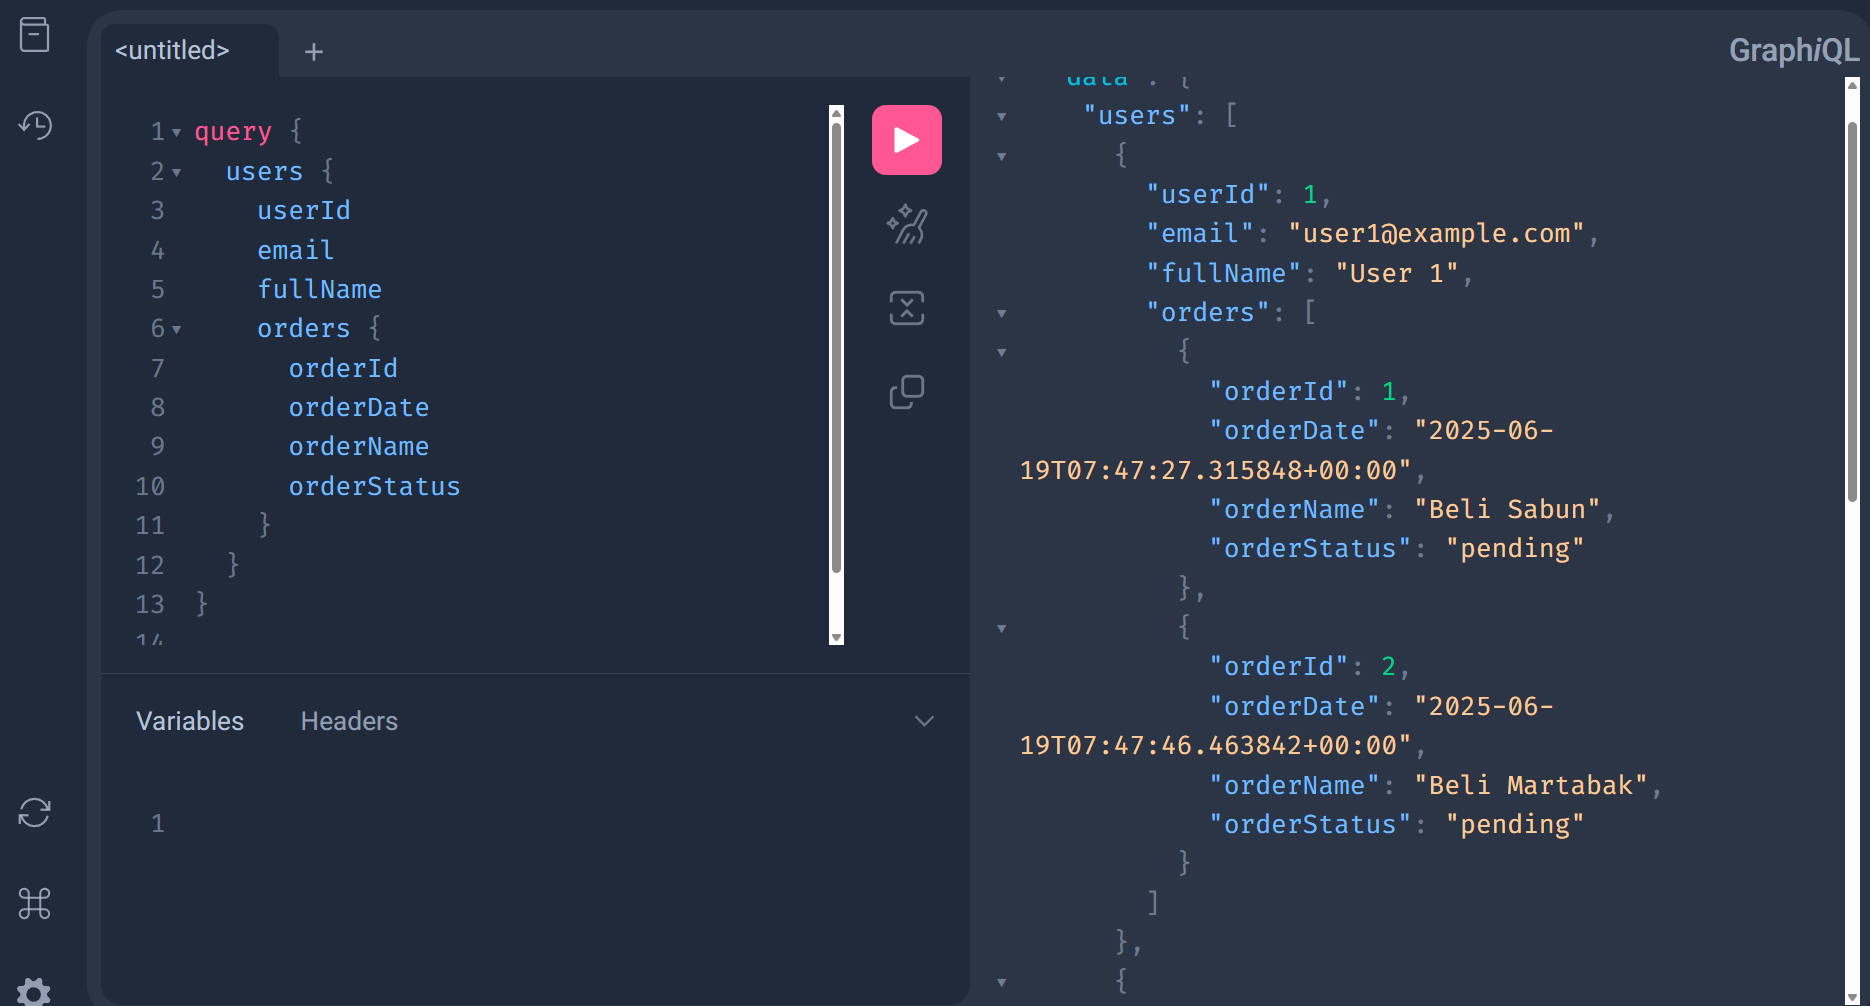 <untitled>
+
GraphiQL
1 query {
2 users {
3 userId
4 email
5 fullName
6 orders {
7 orderId
8 orderDate
9 orderName
10 orderStatus
11 }
12 }
13 }
14
Variables Headers
1
data": {
"users": [
{
"userId": 1,
"email": "user1@example.com",
"fullName": "User 1",
"orders": [
{
"orderId": 1,
"orderDate": "2025-06-
19T07:47:27.315848+00:00",
"orderName": "Beli Sabun",
"orderStatus": "pending"
},
{
"orderId": 2,
"orderDate": "2025-06-
19T07:47:46.463842+00:00",
"orderName": "Beli Martabak",
"orderStatus": "pending"
}
]
},
{